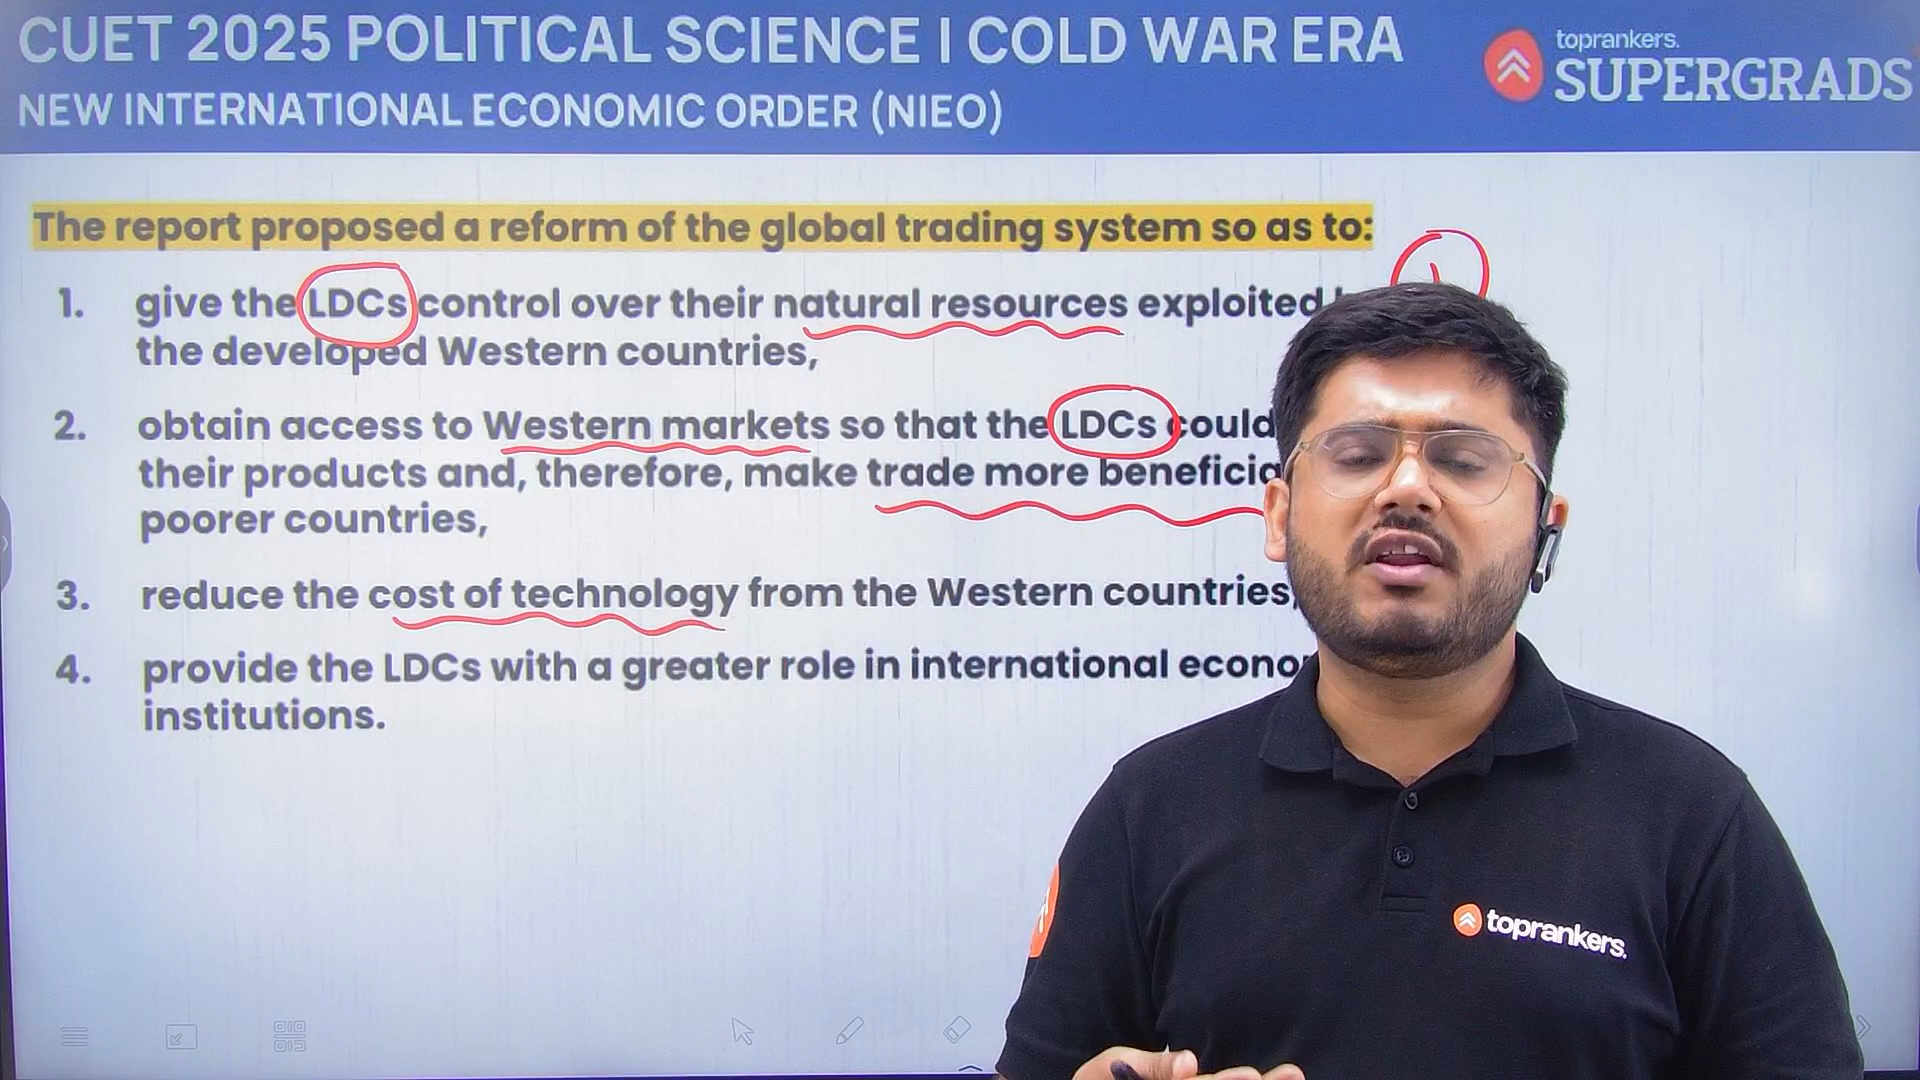 CUET 2025 POLITICAL SCIENCE | COLD WAR ERA
NEW INTERNATIONAL ECONOMIC ORDER (NIEO)
toprankers.
SUPERGRADS
The report proposed a reform of the global trading system so as to:
1. give the LDCs control over their natural resources exploited
the developed Western countries,
2. obtain access to Western markets so that the LDCs could
their products and, therefore, make trade more
poorer countries,
3. reduce the cost of technology from the Western countries,
4. provide the LDCs with a greater role in international
institutions.
toprankers.